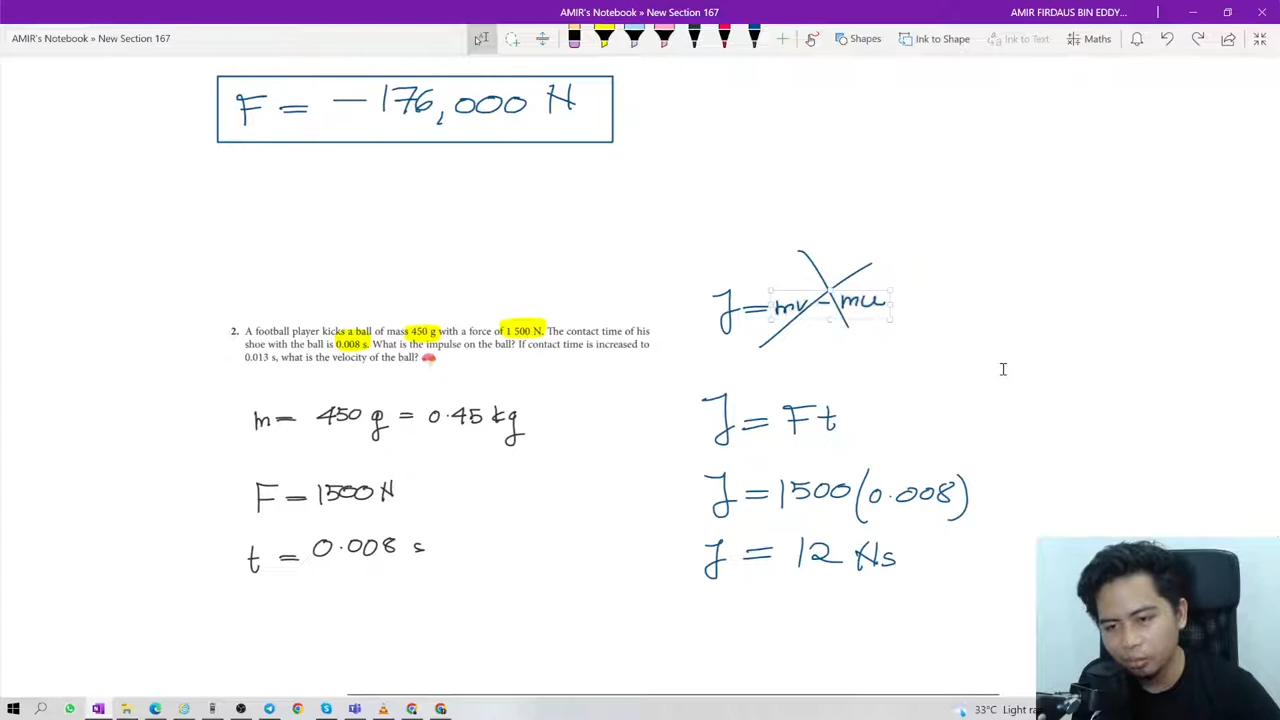 AMIR's Notebook » New Section 167
AMIR FIRDAUS BIN EDDY...
AMIR's Notebook » New Section 167
Shapes
Ink to Shape
Ink to Text
Maths
F = -176,000 N
J = mv - mu
2. A football player kicks a ball of mass 450 g with a force of 1 500 N. The contact time of his
shoe with the ball is 0.008 s. What is the impulse on the ball? If contact time is increased to
0.013 s, what is the velocity of the ball?
m = 450 g = 0.45 kg
J = Ft
F = 1500 N
J = 1500(0.008)
t = 0.008 s
J = 12 Ns
33°C Light